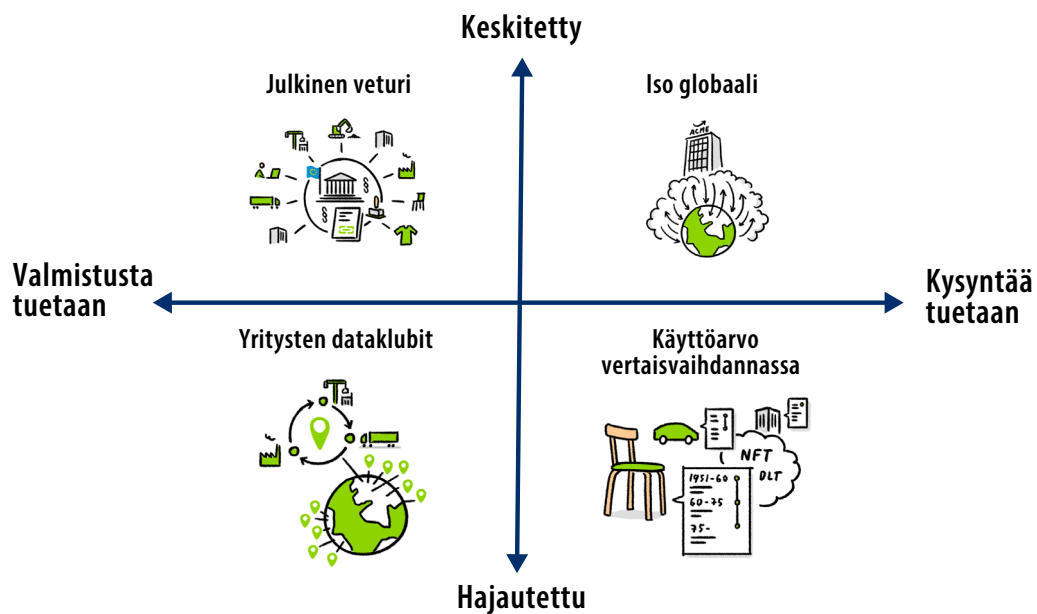 Keskitetty
Julkinen veturi
Iso globaali
ACME
§
§
Valmistusta
tuetaan
Kysyntää
tuetaan
Yritysten dataklubit
Käyttöarvo
vertaisvaihdannassa
NFT
DLT
1951-60
60-75
75-
Hajautettu